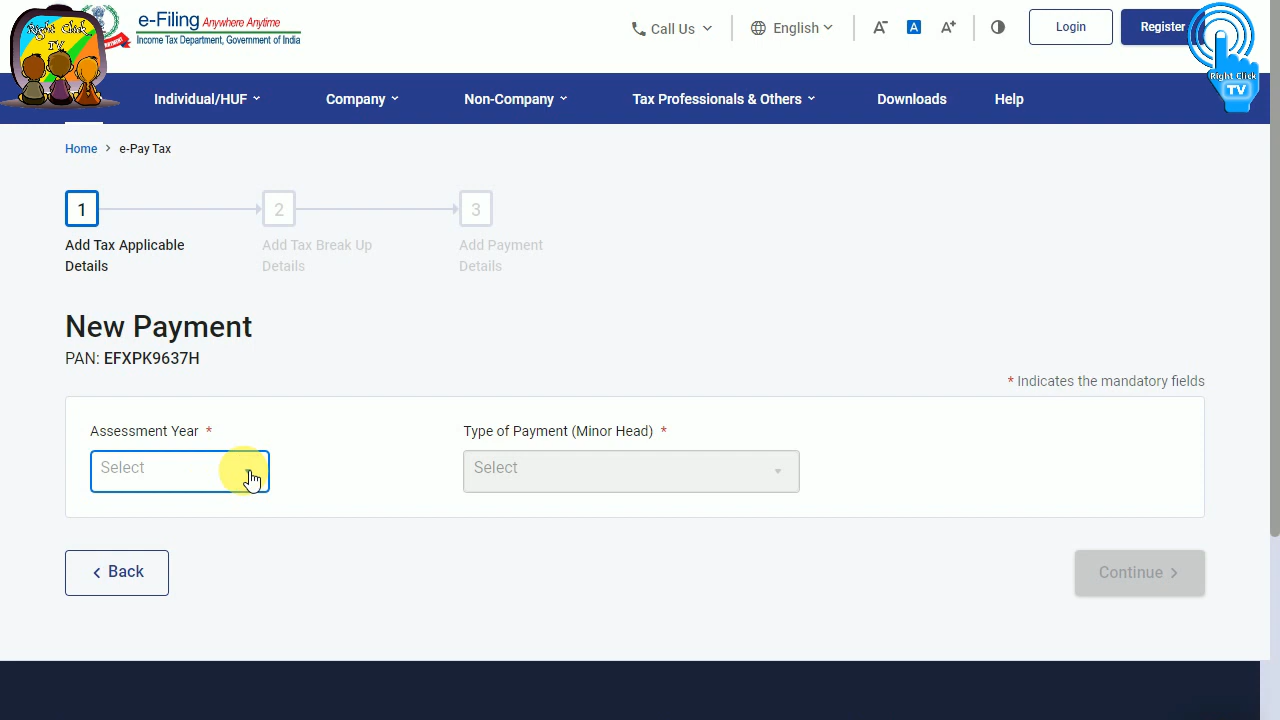 Right Click
TV
e-Filing Anywhere Anytime
Income Tax Department, Government of India
Call Us
English
A-
A
A+
Login
Register
Right Click
TV
Individual/HUF
Company
Non-Company
Tax Professionals & Others
Downloads
Help
Home > e-Pay Tax
1
2
3
Add Tax Applicable
Details
Add Tax Break Up
Details
Add Payment
Details
New Payment
PAN: EFXPK9637H
* Indicates the mandatory fields
Assessment Year *
Type of Payment (Minor Head) *
Select
Select
< Back
Continue >